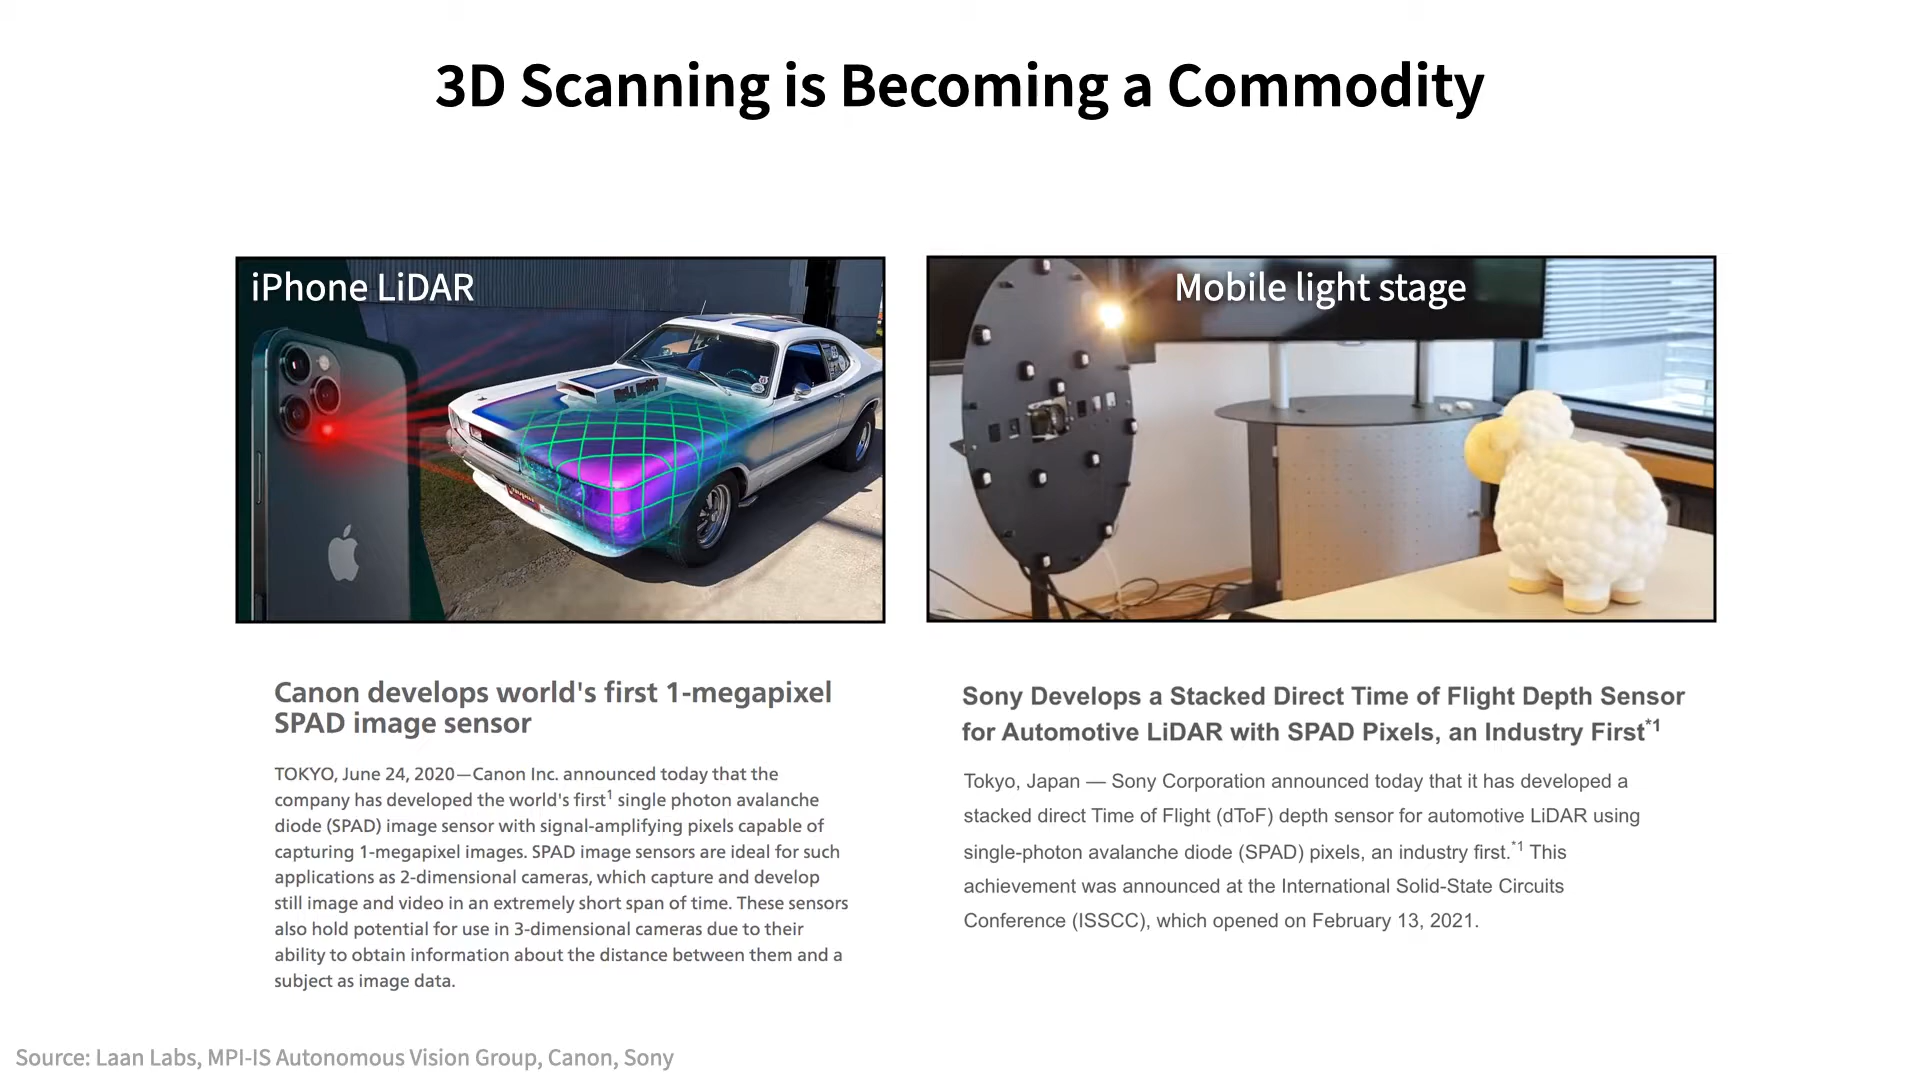 3D Scanning is Becoming a Commodity
iPhone LiDAR
Mobile light stage
Canon develops world's first 1-megapixel
SPAD image sensor
TOKYO, June 24, 2020—Canon Inc. announced today that the
company has developed the world's first1 single photon avalanche
diode (SPAD) image sensor with signal-amplifying pixels capable of
capturing 1-megapixel images. SPAD image sensors are ideal for such
applications as 2-dimensional cameras, which capture and develop
still image and video in an extremely short span of time. These sensors
also hold potential for use in 3-dimensional cameras due to their
ability to obtain information about the distance between them and a
subject as image data.
Sony Develops a Stacked Direct Time of Flight Depth Sensor
for Automotive LiDAR with SPAD Pixels, an Industry First*1
Tokyo, Japan — Sony Corporation announced today that it has developed a
stacked direct Time of Flight (dToF) depth sensor for automotive LiDAR using
single-photon avalanche diode (SPAD) pixels, an industry first.*1 This
achievement was announced at the International Solid-State Circuits
Conference (ISSCC), which opened on February 13, 2021.
Source: Laan Labs, MPI-IS Autonomous Vision Group, Canon, Sony